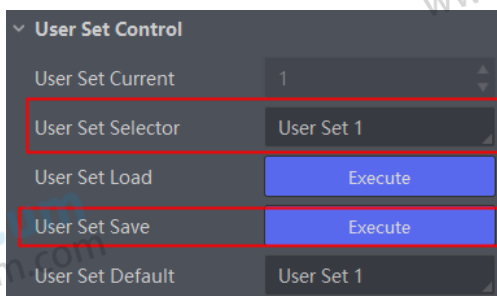 User Set Control
User Set Current 1
User Set Selector User Set 1
User Set Load Execute
User Set Save Execute
User Set Default User Set 1